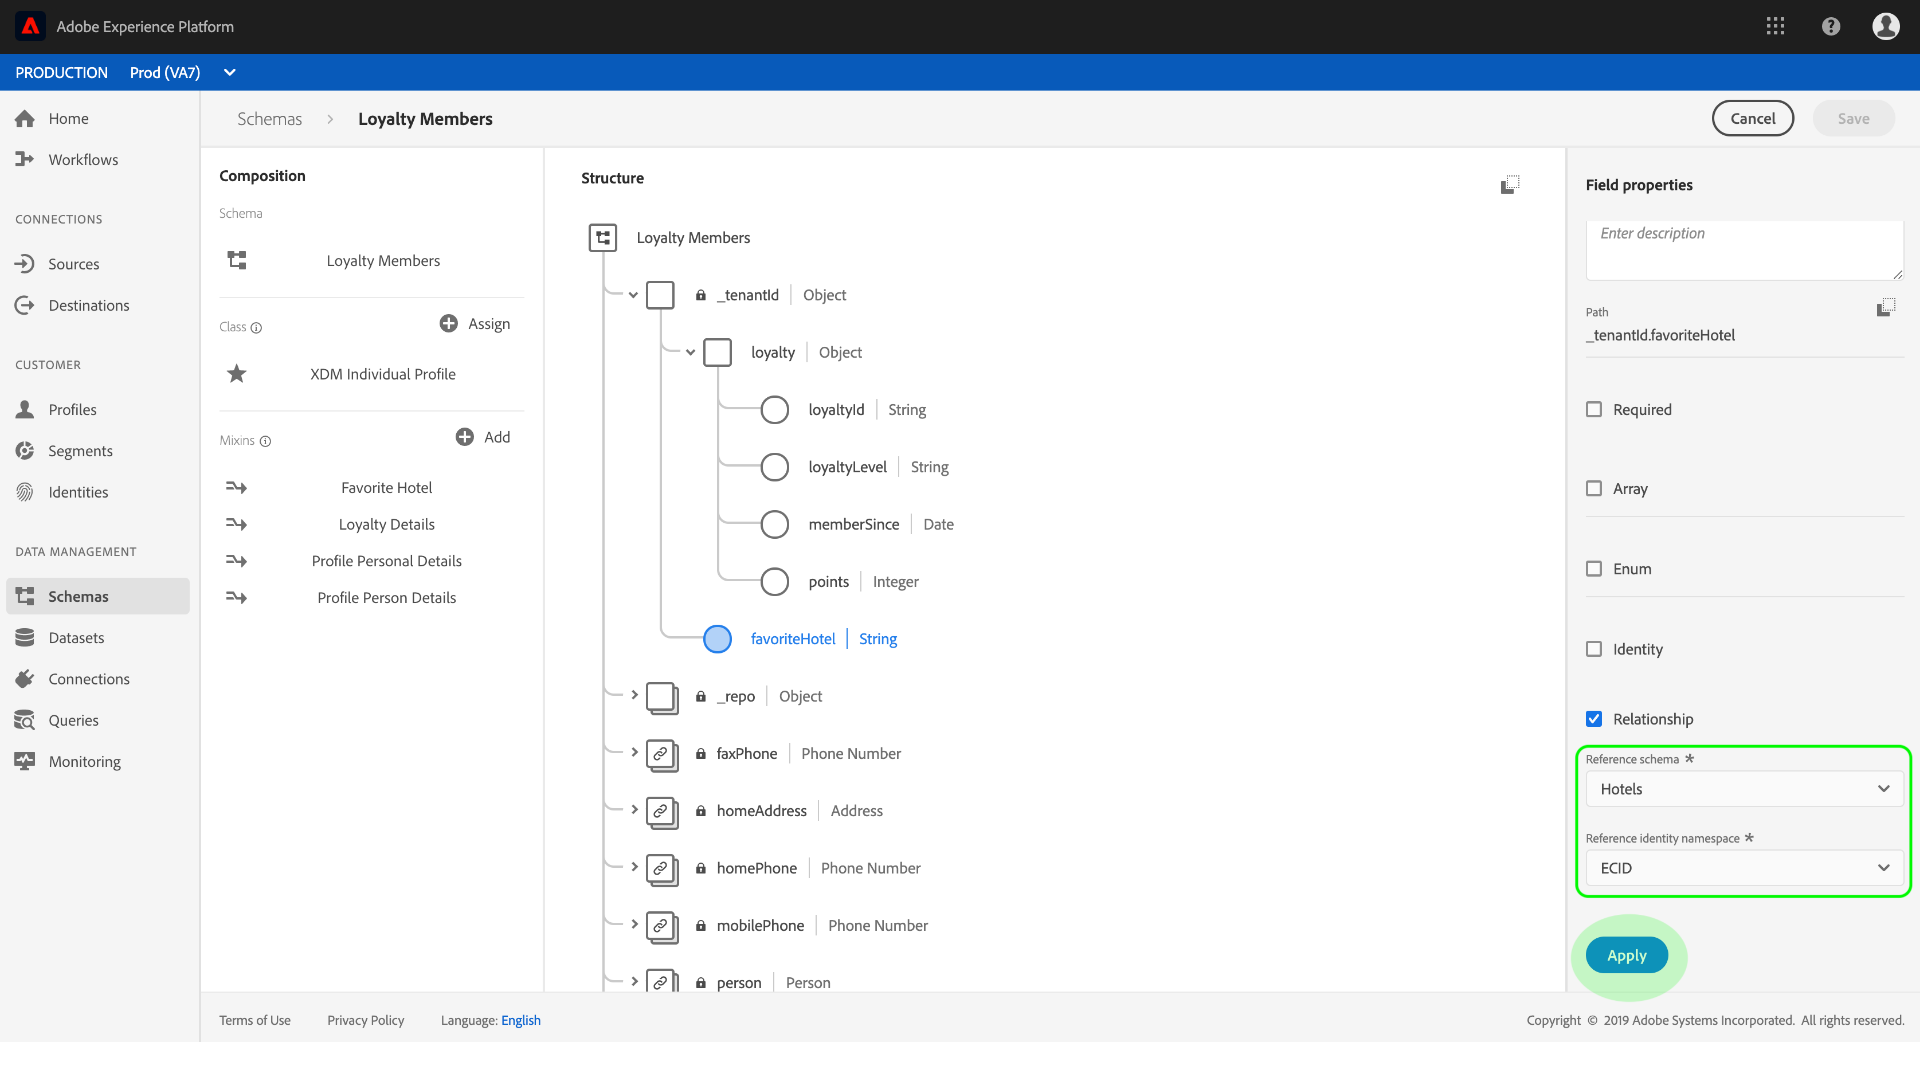 Adobe Experience Platform
PRODUCTION Prod (VA7)
Home
Workflows
CONNECTIONS
Sources
Destinations
CUSTOMER
Profiles
Segments
Identities
DATA MANAGEMENT
Schemas
Datasets
Connections
Queries
Monitoring
Schemas > Loyalty Members
Cancel
Save
Composition
Schema
Loyalty Members
Class
Assign
XDM Individual Profile
Mixins
Add
Favorite Hotel
Loyalty Details
Profile Personal Details
Profile Person Details
Structure
Loyalty Members
_tenantId | Object
loyalty | Object
loyaltyId | String
loyaltyLevel | String
memberSince | Date
points | Integer
favoriteHotel | String
_repo | Object
faxPhone | Phone Number
homeAddress | Address
homePhone | Phone Number
mobilePhone | Phone Number
person | Person
Field properties
Enter description
Path
_tenantId.favoriteHotel
Required
Array
Enum
Identity
Relationship
Reference schema *
Hotels
Reference identity namespace *
ECID
Apply
Terms of Use Privacy Policy Language: English
Copyright © 2019 Adobe Systems Incorporated. All rights reserved.